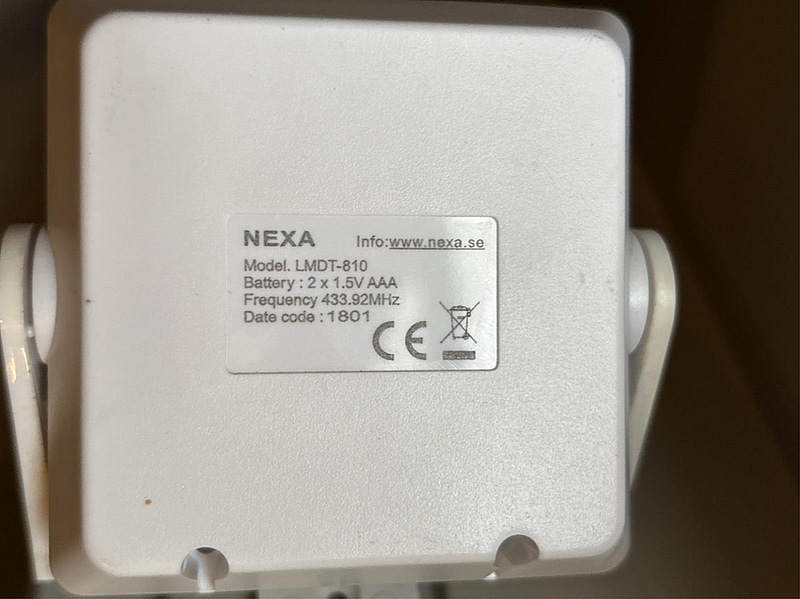 NEXA Info:www.nexa.se
Model. LMDT-810
Battery : 2 x 1.5V AAA
Frequency 433.92MHz
Date code : 1801
CE